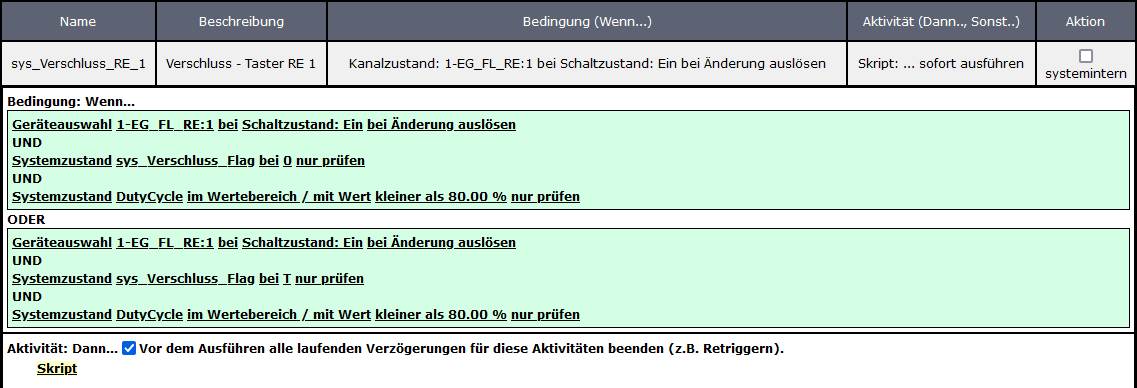 Name Beschreibung Bedingung (Wenn...) Aktivität (Dann.., Sonst..) Aktion
sys_Verschluss_RE_1 Verschluss - Taster RE 1 Kanalzustand: 1-EG_FL_RE:1 bei Schaltzustand: Ein bei Änderung auslösen Skript: ... sofort ausführen systemintern
Bedingung: Wenn...
Geräteauswahl 1-EG_FL_RE:1 bei Schaltzustand: Ein bei Änderung auslösen
UND
Systemzustand sys_Verschluss_Flag bei 0 nur prüfen
UND
Systemzustand DutyCycle im Wertebereich / mit Wert kleiner als 80.00 % nur prüfen
ODER
Geräteauswahl 1-EG_FL_RE:1 bei Schaltzustand: Ein bei Änderung auslösen
UND
Systemzustand sys_Verschluss_Flag bei T nur prüfen
UND
Systemzustand DutyCycle im Wertebereich / mit Wert kleiner als 80.00 % nur prüfen
Aktivität: Dann... Vor dem Ausführen alle laufenden Verzögerungen für diese Aktivitäten beenden (z.B. Retriggern).
Skript